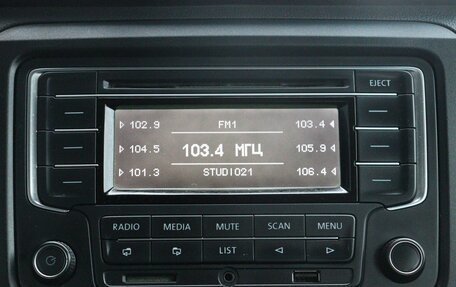 EJECT
102.9 FM1 103.4
104.5 103.4 МГЦ 105.9
101.3 STUDIO21 106.4
RADIO MEDIA MUTE SCAN MENU
LIST